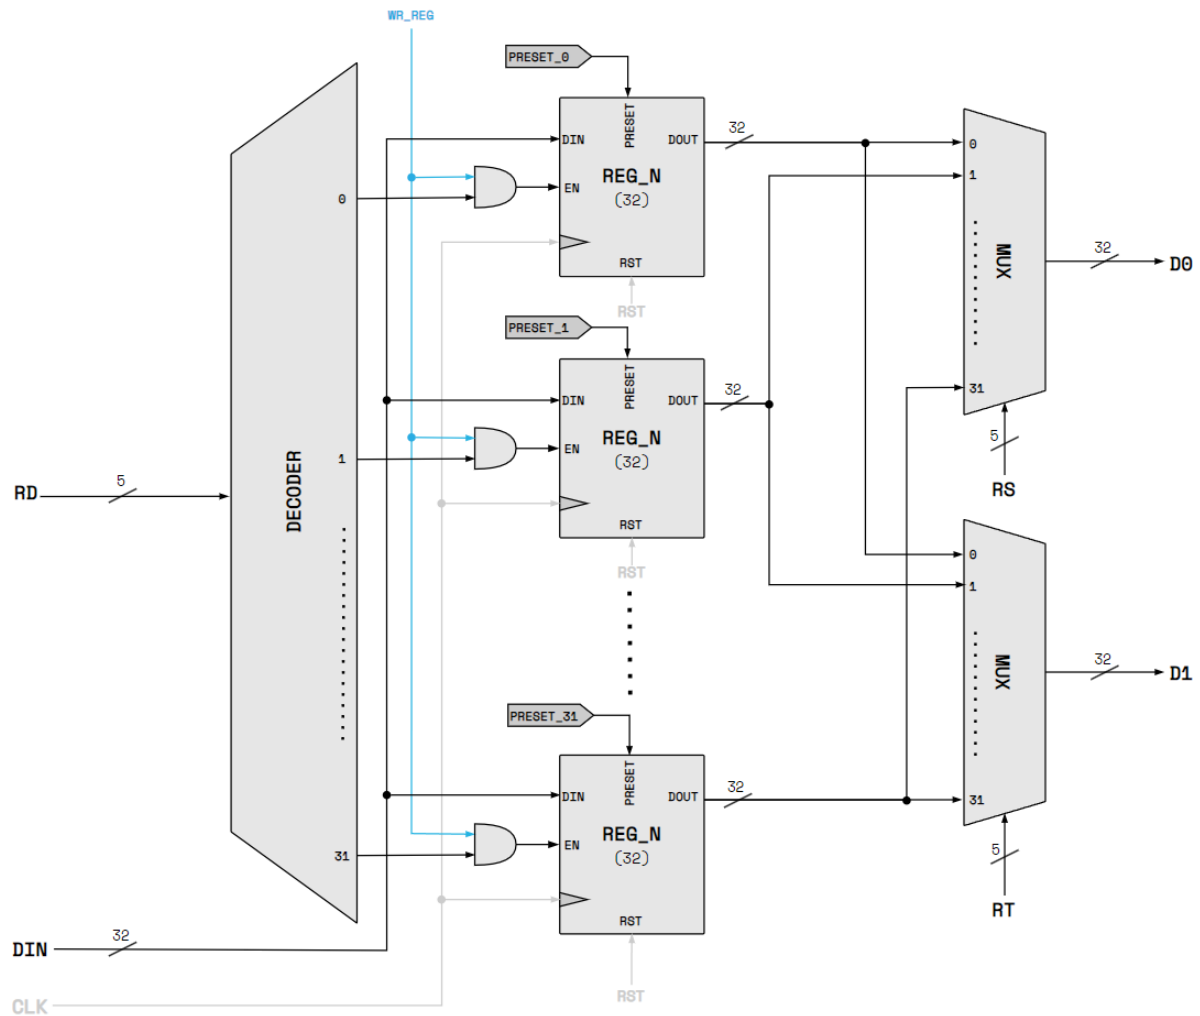 WR_REG
PRESET_0
DIN
PRESET
DOUT
32
0
EN
REG_N
(32)
1
0
RST
RST
MUX
32
D0
PRESET_1
31
5
RS
DIN
PRESET
DOUT
32
EN
REG_N
(32)
1
RD
5
DECODER
RST
RST
0
1
MUX
32
D1
31
5
RT
PRESET_31
DIN
PRESET
DOUT
32
EN
REG_N
(32)
31
RST
RST
DIN
32
CLK